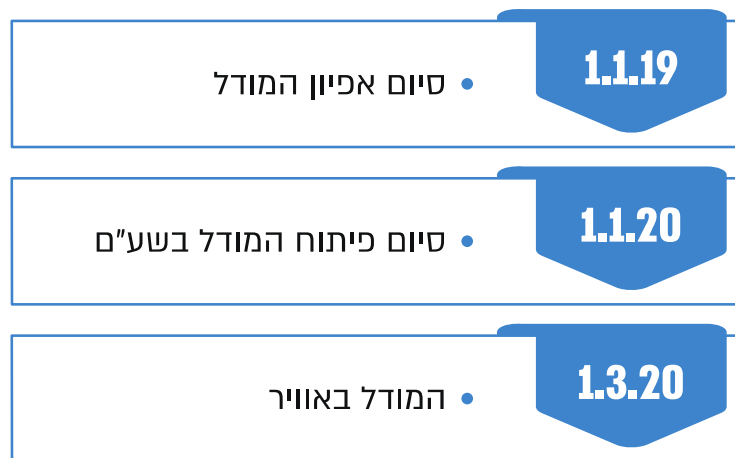 1.1.19
• סיום אפיון המודל
1.1.20
• סיום פיתוח המודל בשע"ם
1.3.20
• המודל באוויר